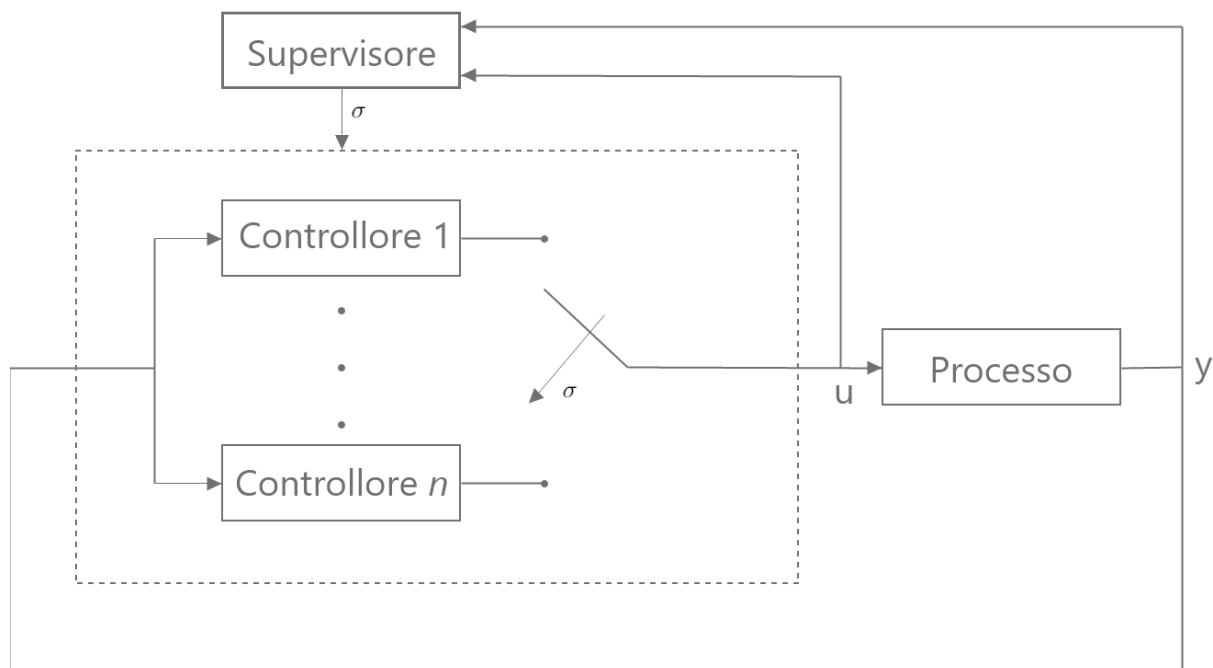 Supervisore
σ
Controllore 1
σ
u
Processo
y
Controllore n